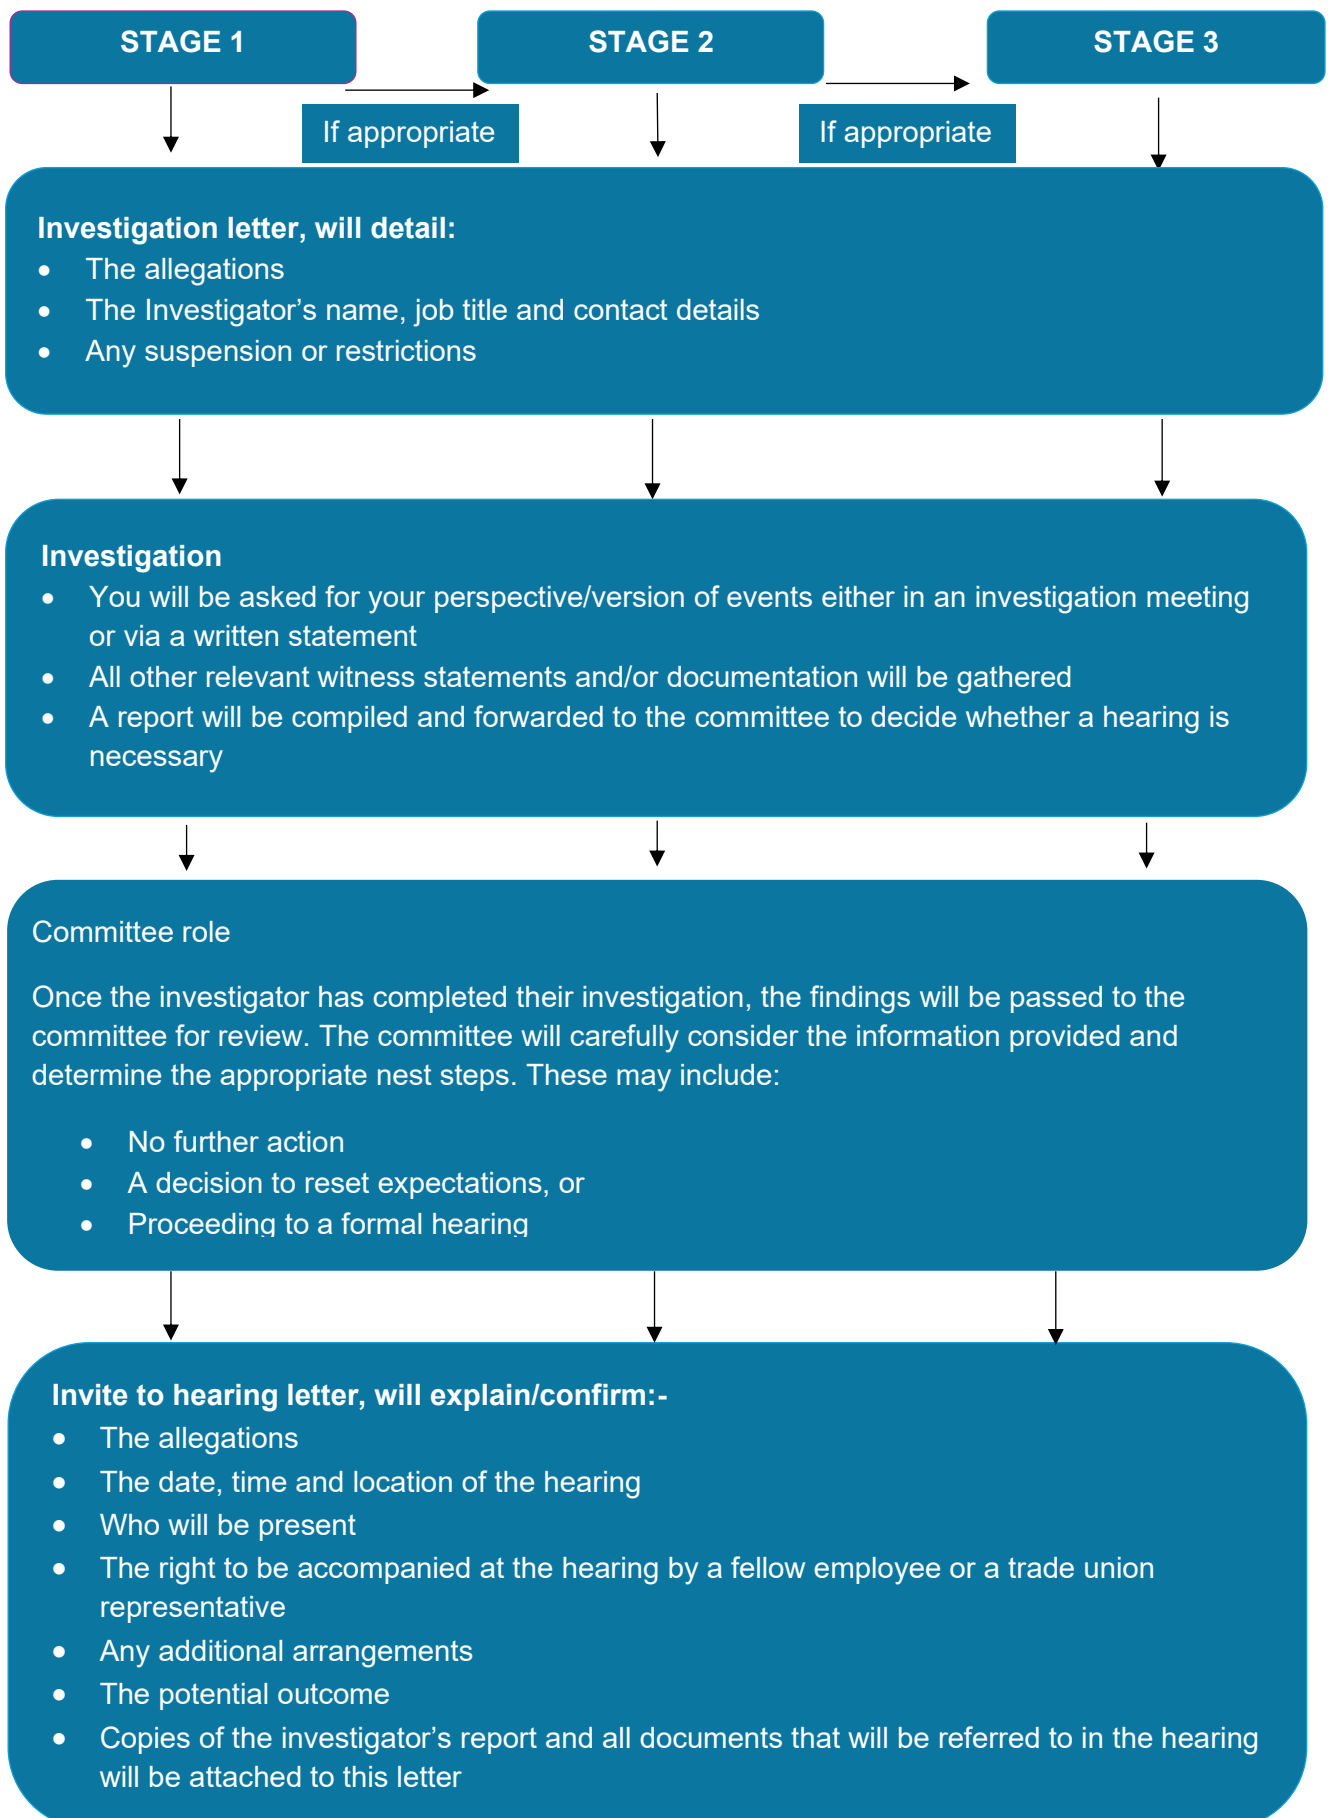 STAGE 1
STAGE 2
STAGE 3
If appropriate
If appropriate
Investigation letter, will detail:
• The allegations
• The Investigator’s name, job title and contact details
• Any suspension or restrictions
Investigation
• You will be asked for your perspective/version of events either in an investigation meeting
or via a written statement
• All other relevant witness statements and/or documentation will be gathered
• A report will be compiled and forwarded to the committee to decide whether a hearing is
necessary
Committee role
Once the investigator has completed their investigation, the findings will be passed to the
committee for review. The committee will carefully consider the information provided and
determine the appropriate nest steps. These may include:
• No further action
• A decision to reset expectations, or
• Proceeding to a formal hearing
Invite to hearing letter, will explain/confirm:-
• The allegations
• The date, time and location of the hearing
• Who will be present
• The right to be accompanied at the hearing by a fellow employee or a trade union
representative
• Any additional arrangements
• The potential outcome
• Copies of the investigator’s report and all documents that will be referred to in the hearing
will be attached to this letter